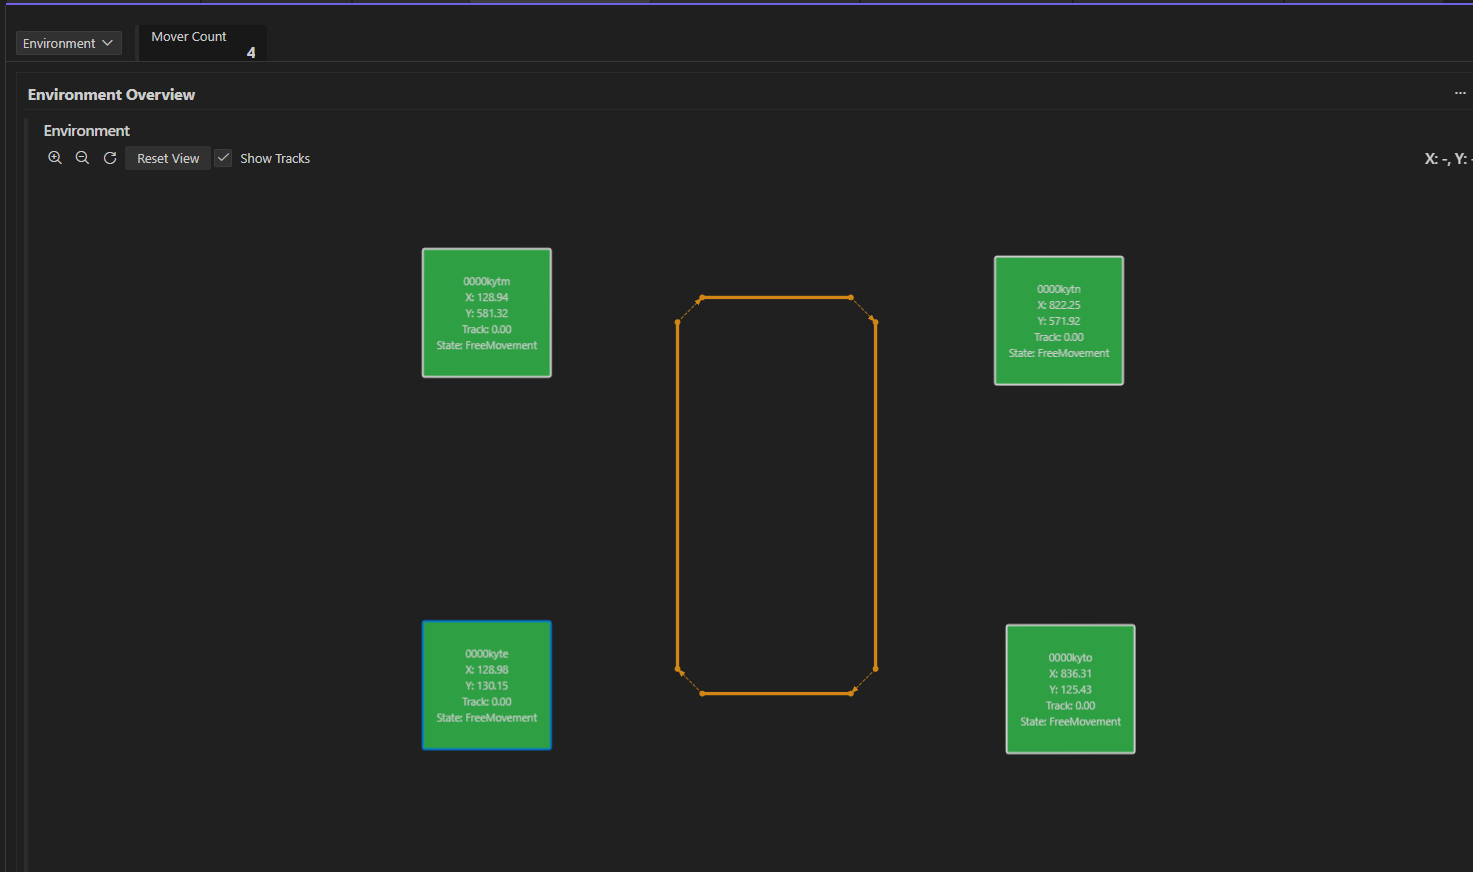 Environment
Mover Count
4
Environment Overview
...
Environment
Reset View
Show Tracks
X: -, Y: -
0000kytm
X: 128.94
Y: 581.32
Track: 0.00
State: FreeMovement
0000kytn
X: 822.25
Y: 571.92
Track: 0.00
State: FreeMovement
0000kyte
X: 128.98
Y: 130.15
Track: 0.00
State: FreeMovement
0000kyto
X: 836.31
Y: 125.43
Track: 0.00
State: FreeMovement